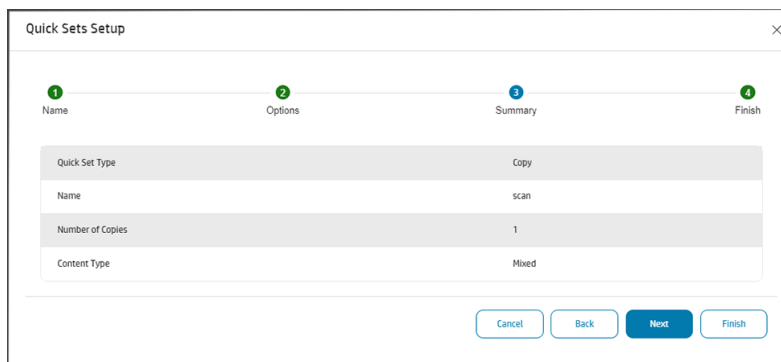 Quick Sets Setup
1 2 3 4
Name Options Summary Finish
Quick Set Type Copy
Name scan
Number of Copies 1
Content Type Mixed
Cancel Back Next Finish